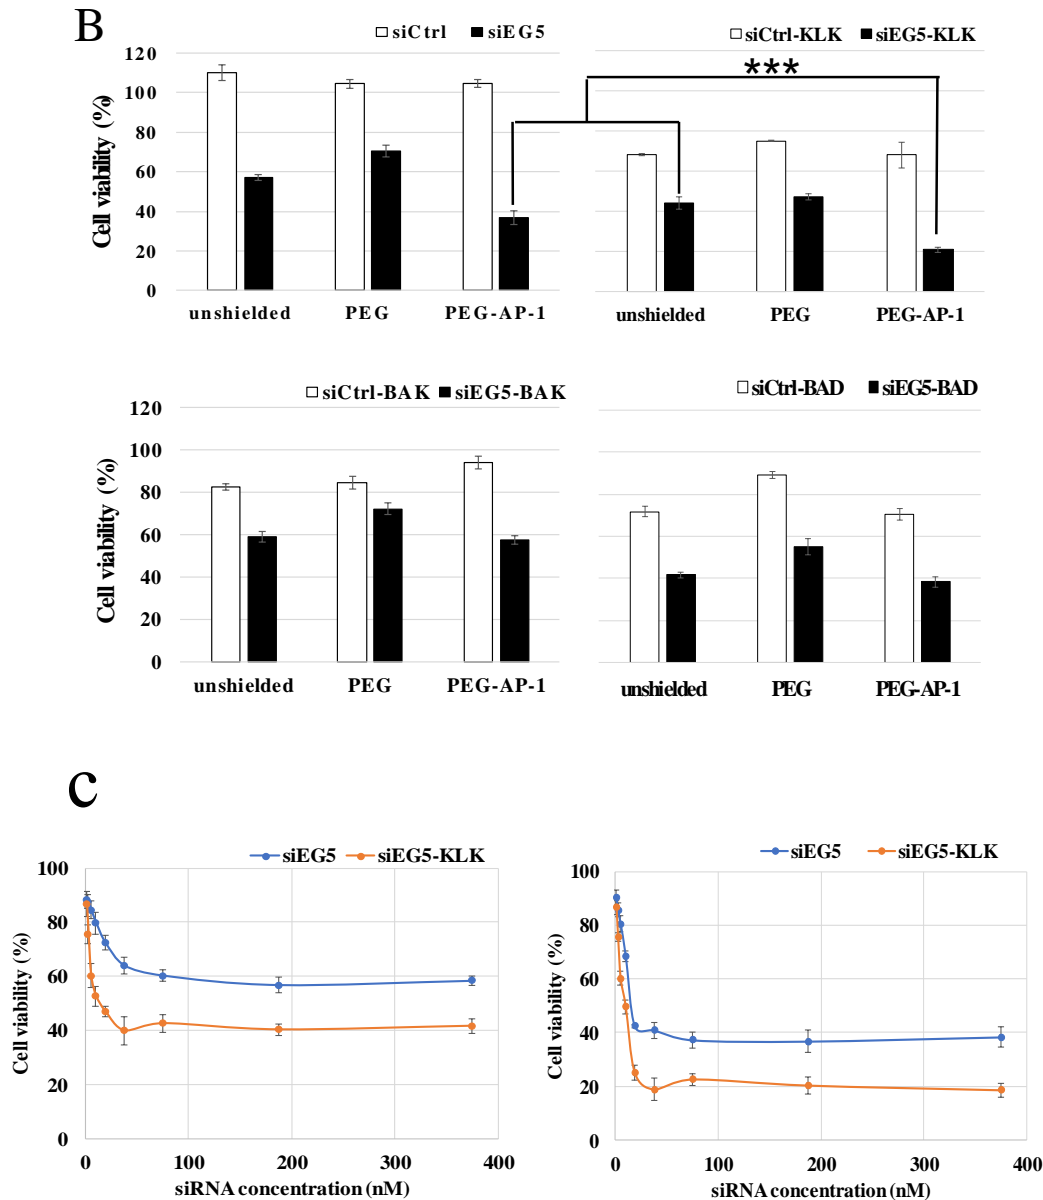 B
siCtrl siEG5
siCtrl-KLK siEG5-KLK
***
120
100
80
60
40
20
0
Cell viability (%)
unshielded PEG PEG-AP-1
unshielded PEG PEG-AP-1
siCtrl-BAK siEG5-BAK
siCtrl-BAD siEG5-BAD
120
100
80
60
40
20
0
Cell viability (%)
unshielded PEG PEG-AP-1
unshielded PEG PEG-AP-1
C
siEG5 siEG5-KLK
100
80
60
40
20
0
Cell viability (%)
0 100 200 300 400
siRNA concentration (nM)
siEG5 siEG5-KLK
100
80
60
40
20
0
Cell viability (%)
0 100 200 300 400
siRNA concentration (nM)